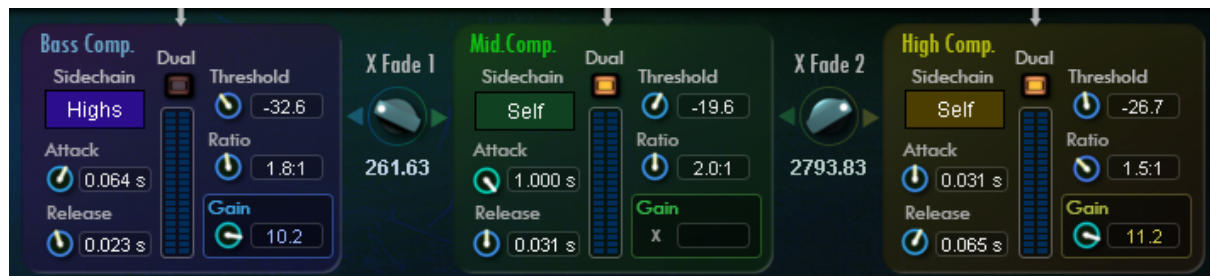 Bass Comp.
Dual
Sidechain
Threshold
Highs
-32.6
Attack
Ratio
0.064 s
1.8:1
Release
Gain
0.023 s
10.2
X Fade 1
261.63
Mid.Comp.
Dual
Sidechain
Threshold
Self
-19.6
Attack
Ratio
1.000 s
2.0:1
Release
Gain
0.031 s
X
X Fade 2
2793.83
High Comp.
Dual
Sidechain
Threshold
Self
-26.7
Attack
Ratio
0.031 s
1.5:1
Release
Gain
0.065 s
11.2